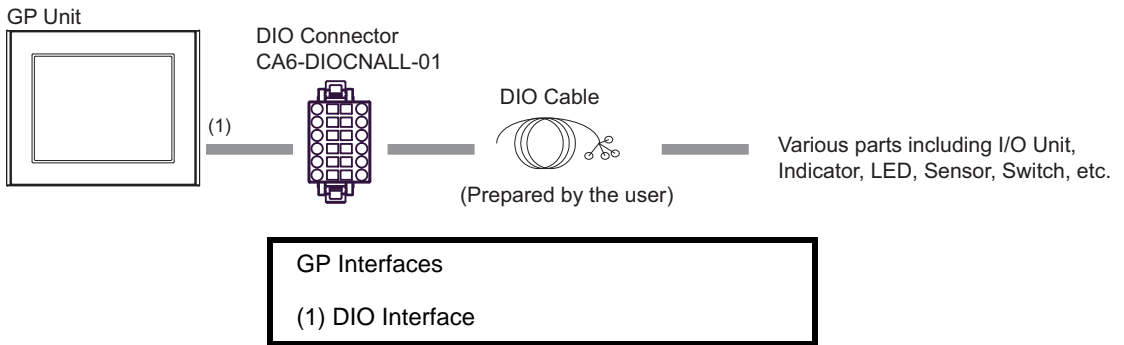 GP Unit
DIO Connector
CA6-DIOCNALL-01
(1)
DIO Cable
(Prepared by the user)
Various parts including I/O Unit,
Indicator, LED, Sensor, Switch, etc.
GP Interfaces
(1) DIO Interface